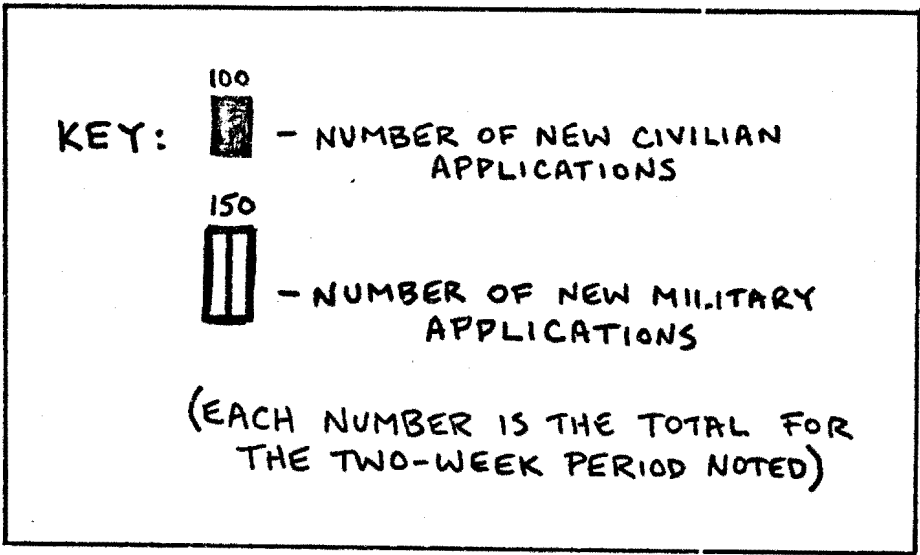 100
KEY: - NUMBER OF NEW CIVILIAN
APPLICATIONS
150
- NUMBER OF NEW MILITARY
APPLICATIONS
(EACH NUMBER IS THE TOTAL FOR
THE TWO-WEEK PERIOD NOTED)